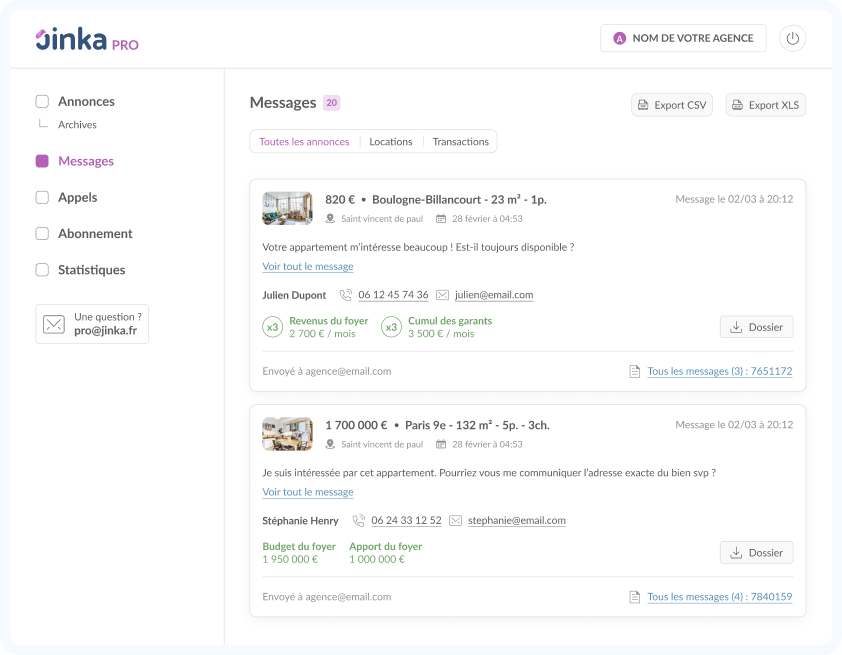 Jinka PRO
A NOM DE VOTRE AGENCE
Annonces
Archives
Messages
Appels
Abonnement
Statistiques
Une question ?
pro@jinka.fr
Messages 20
Export CSV
Export XLS
Toutes les annonces
Locations
Transactions
820 € • Boulogne-Billancourt - 23 m² - 1p.
Message le 02/03 à 20:12
Saint vincent de paul
28 février à 04:53
Votre appartement m'intéresse beaucoup ! Est-il toujours disponible ?
Voir tout le message
Julien Dupont
06 12 45 74 36
julien@email.com
x3
Revenus du foyer
2 700 € / mois
x3
Cumul des garants
3 500 € / mois
Dossier
Envoyé à agence@email.com
Tous les messages (3) : 7651172
1 700 000 € • Paris 9e - 132 m² - 5p. - 3ch.
Message le 02/03 à 20:12
Saint vincent de paul
28 février à 04:53
Je suis intéressée par cet appartement. Pourriez vous me communiquer l'adresse exacte du bien svp ?
Voir tout le message
Stéphanie Henry
06 24 33 12 52
stephanie@email.com
Budget du foyer
1 950 000 €
Apport du foyer
1 000 000 €
Dossier
Envoyé à agence@email.com
Tous les messages (4) : 7840159